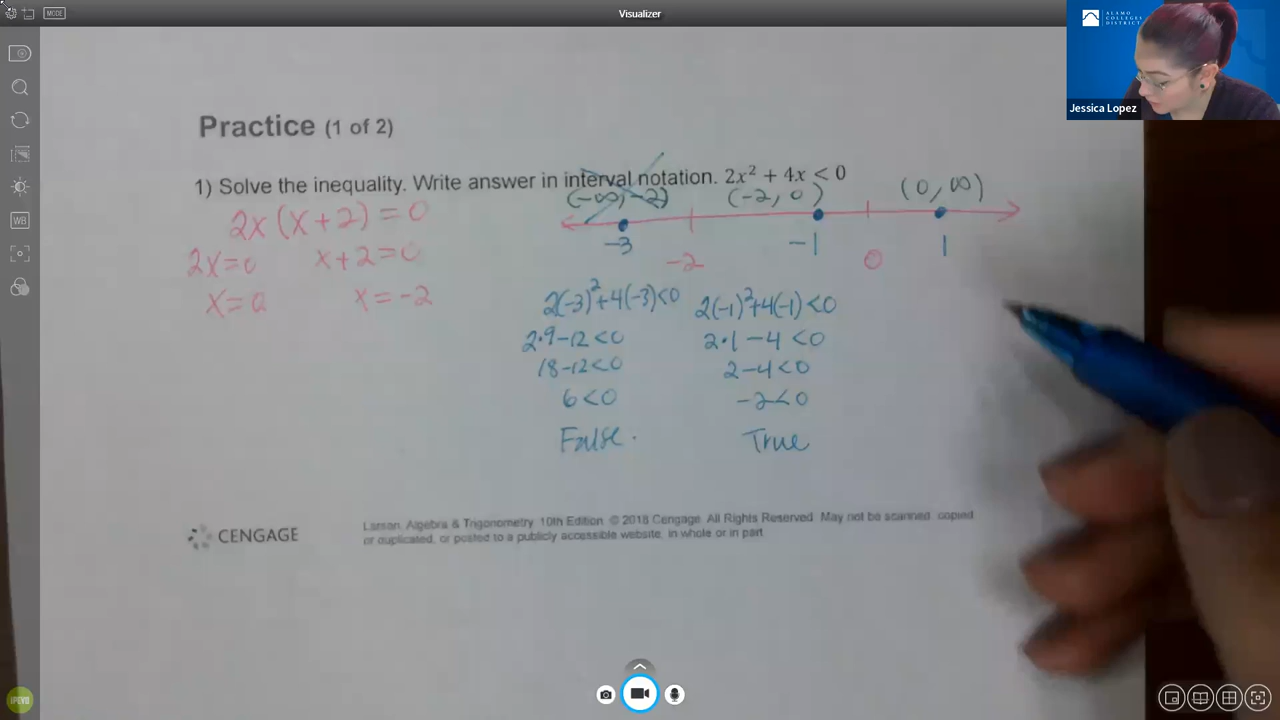 MODE
Visualizer
ALAMO
COLLEGES
DISTRICT
Jessica Lopez
WB
Practice (1 of 2)
1) Solve the inequality. Write answer in interval notation. 2x² + 4x < 0
2x(x+2)=0
2x=0 x+2=0
x=0 x=-2
(-∞,-2) (-2, 0) (0, ∞)
-3 -2 -1 0 1
2(-3)²+4(-3)<0
2·9-12<0
18-12<0
6<0
False.
2(-1)²+4(-1)<0
2·1-4<0
2-4<0
-2<0
True
CENGAGE
Larson, Algebra & Trigonometry, 10th Edition. © 2018 Cengage. All Rights Reserved. May not be scanned, copied
or duplicated, or posted to a publicly accessible website, in whole or in part
IPEVO